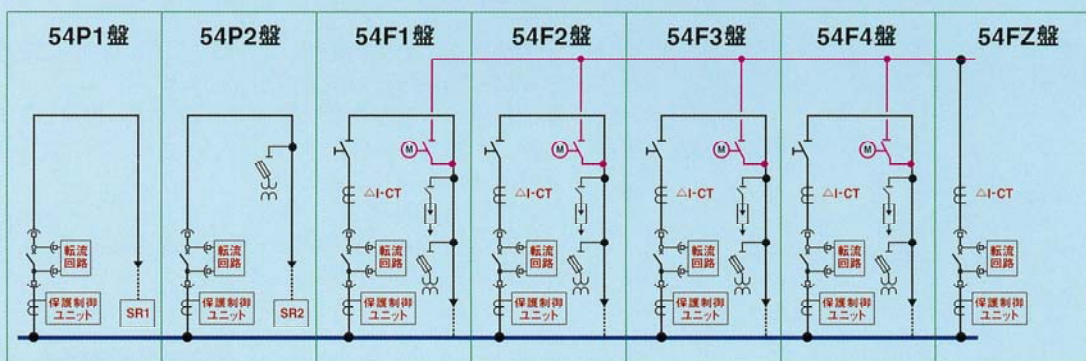 54P1盤
54P2盤
54F1盤
54F2盤
54F3盤
54F4盤
54FZ盤
M
M
M
M
△I-CT
△I-CT
△I-CT
△I-CT
△I-CT
転流
回路
転流
回路
転流
回路
転流
回路
転流
回路
転流
回路
転流
回路
保護制御
ユニット
SR1
保護制御
ユニット
SR2
保護制御
ユニット
保護制御
ユニット
保護制御
ユニット
保護制御
ユニット
保護制御
ユニット